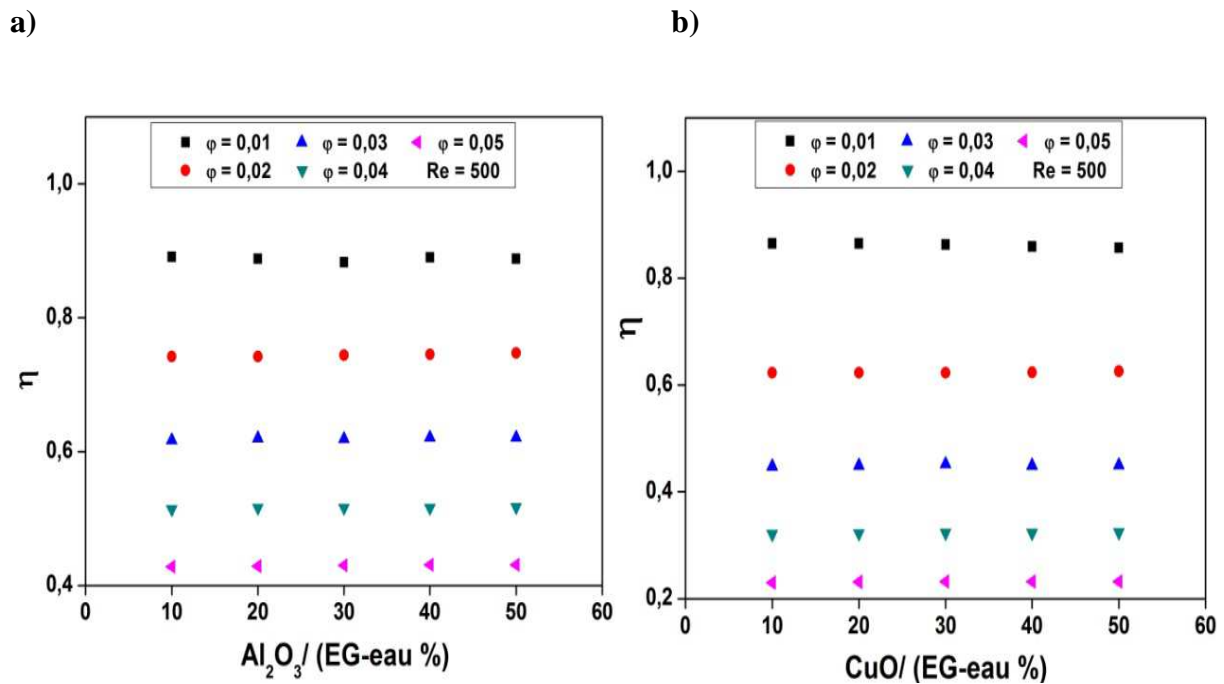 a)
b)
φ = 0,01 φ = 0,03 φ = 0,05
φ = 0,02 φ = 0,04 Re = 500
1,0
0,8
0,6
0,4
η
0 10 20 30 40 50 60
Al₂O₃/ (EG-eau %)
φ = 0,01 φ = 0,03 φ = 0,05
φ = 0,02 φ = 0,04 Re = 500
1,0
0,8
0,6
0,4
0,2
η
0 10 20 30 40 50 60
CuO/ (EG-eau %)